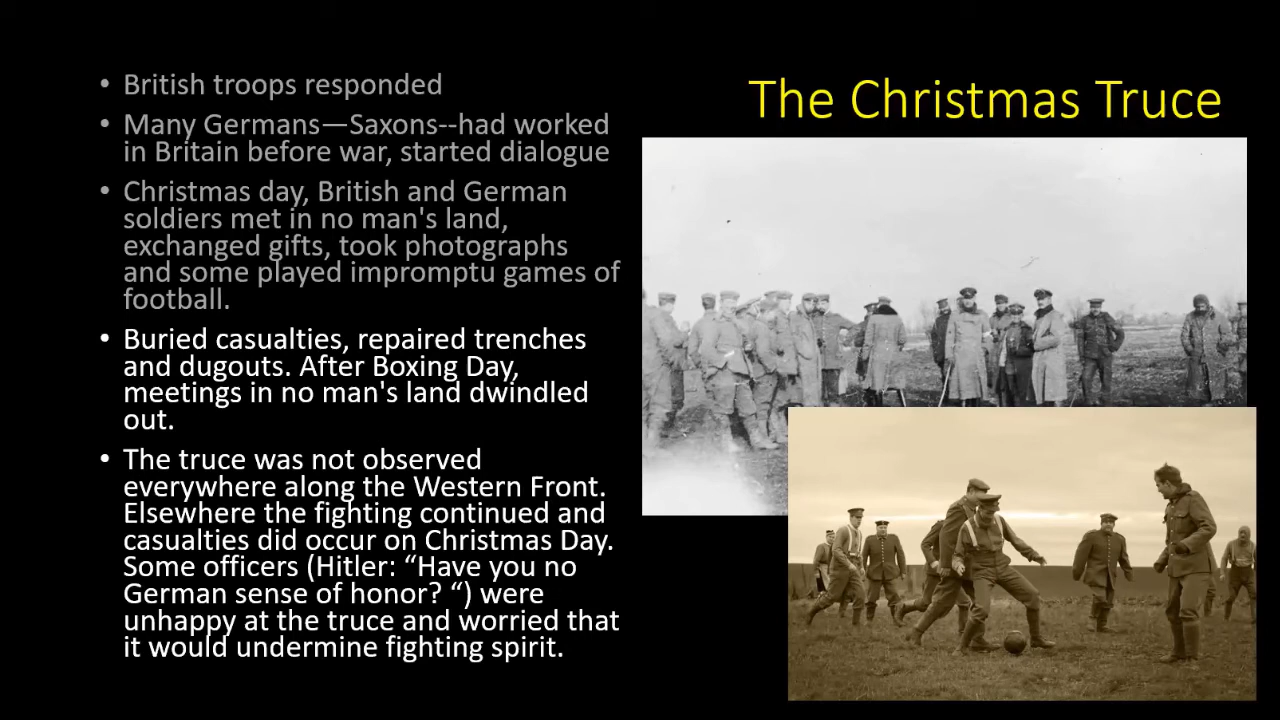 The Christmas Truce
• British troops responded
• Many Germans—Saxons--had worked
in Britain before war, started dialogue
• Christmas day, British and German
soldiers met in no man's land,
exchanged gifts, took photographs
and some played impromptu games of
football.
• Buried casualties, repaired trenches
and dugouts. After Boxing Day,
meetings in no man's land dwindled
out.
• The truce was not observed
everywhere along the Western Front.
Elsewhere the fighting continued and
casualties did occur on Christmas Day.
Some officers (Hitler: “Have you no
German sense of honor? “) were
unhappy at the truce and worried that
it would undermine fighting spirit.